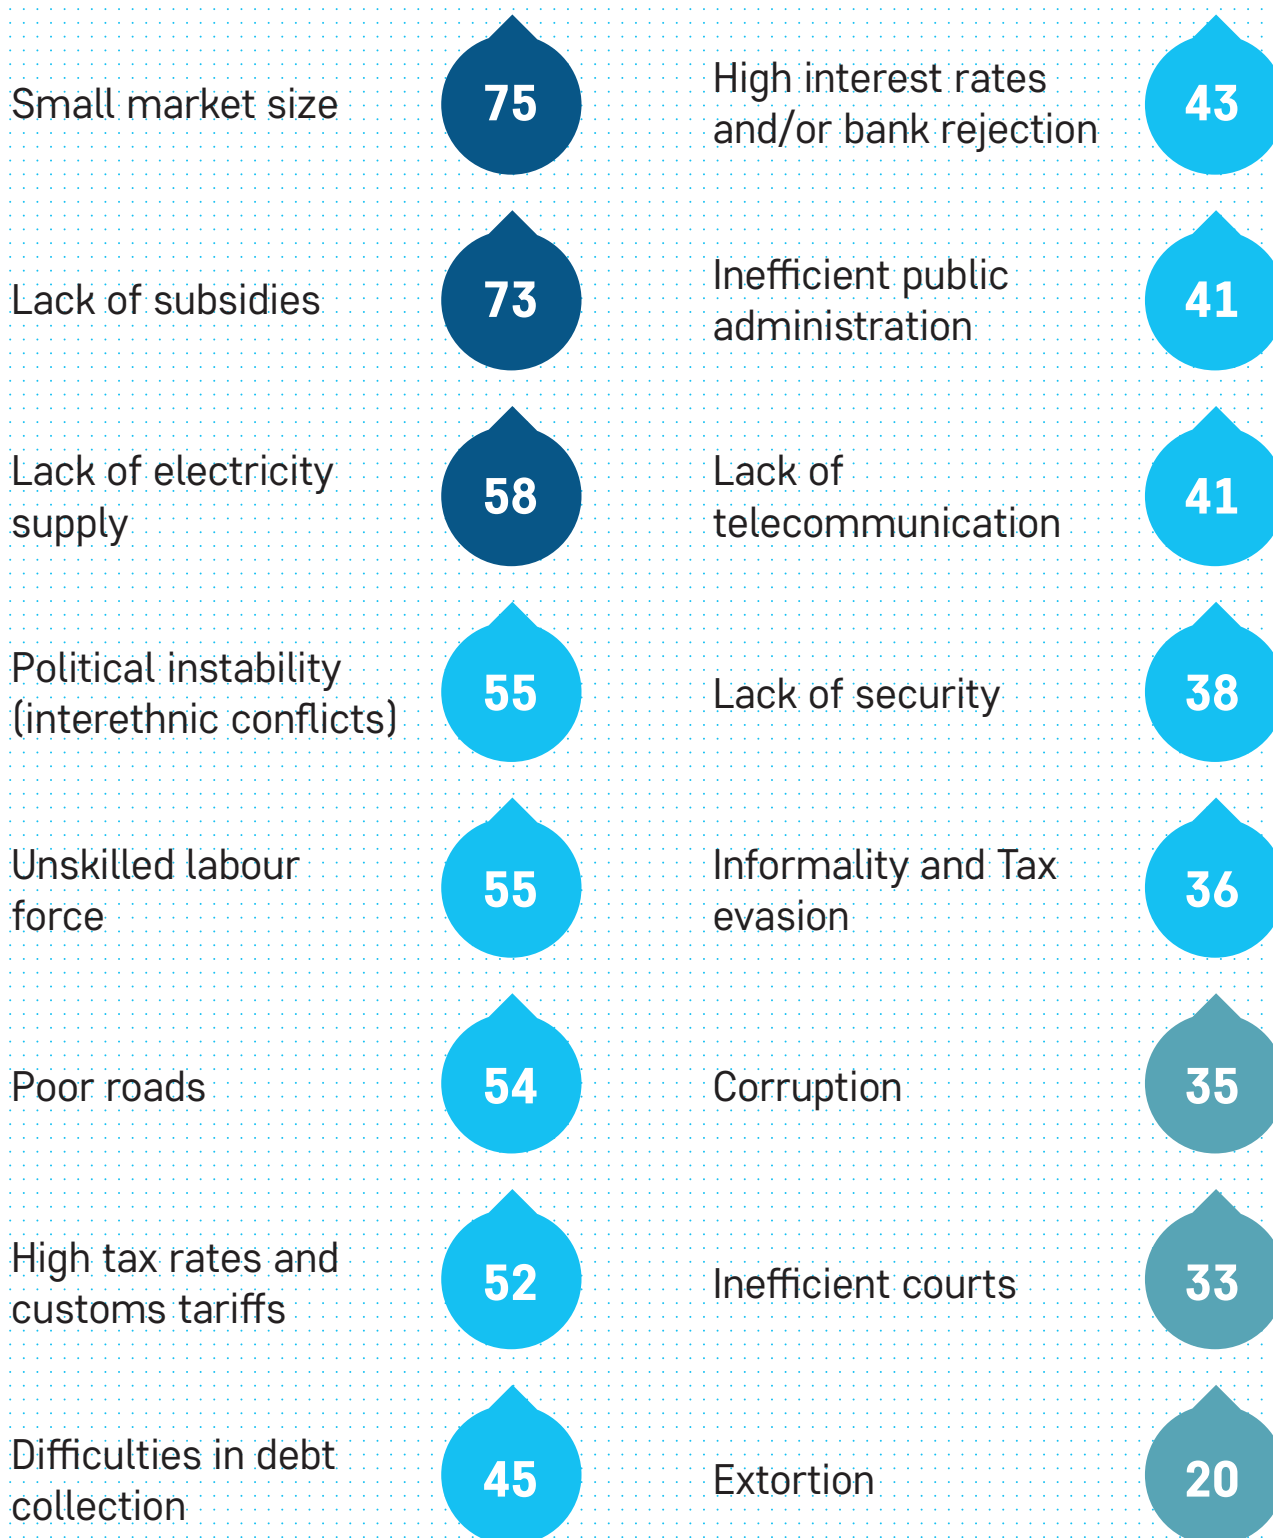 Small market size
75
Lack of subsidies
73
Lack of electricity
supply
58
Political instability
(interethnic conflicts)
55
Unskilled labour
force
55
Poor roads
54
High tax rates and
customs tariffs
52
Difficulties in debt
collection
45
High interest rates
and/or bank rejection
43
Inefficient public
administration
41
Lack of
telecommunication
41
Lack of security
38
Informality and Tax
evasion
36
Corruption
35
Inefficient courts
33
Extortion
20